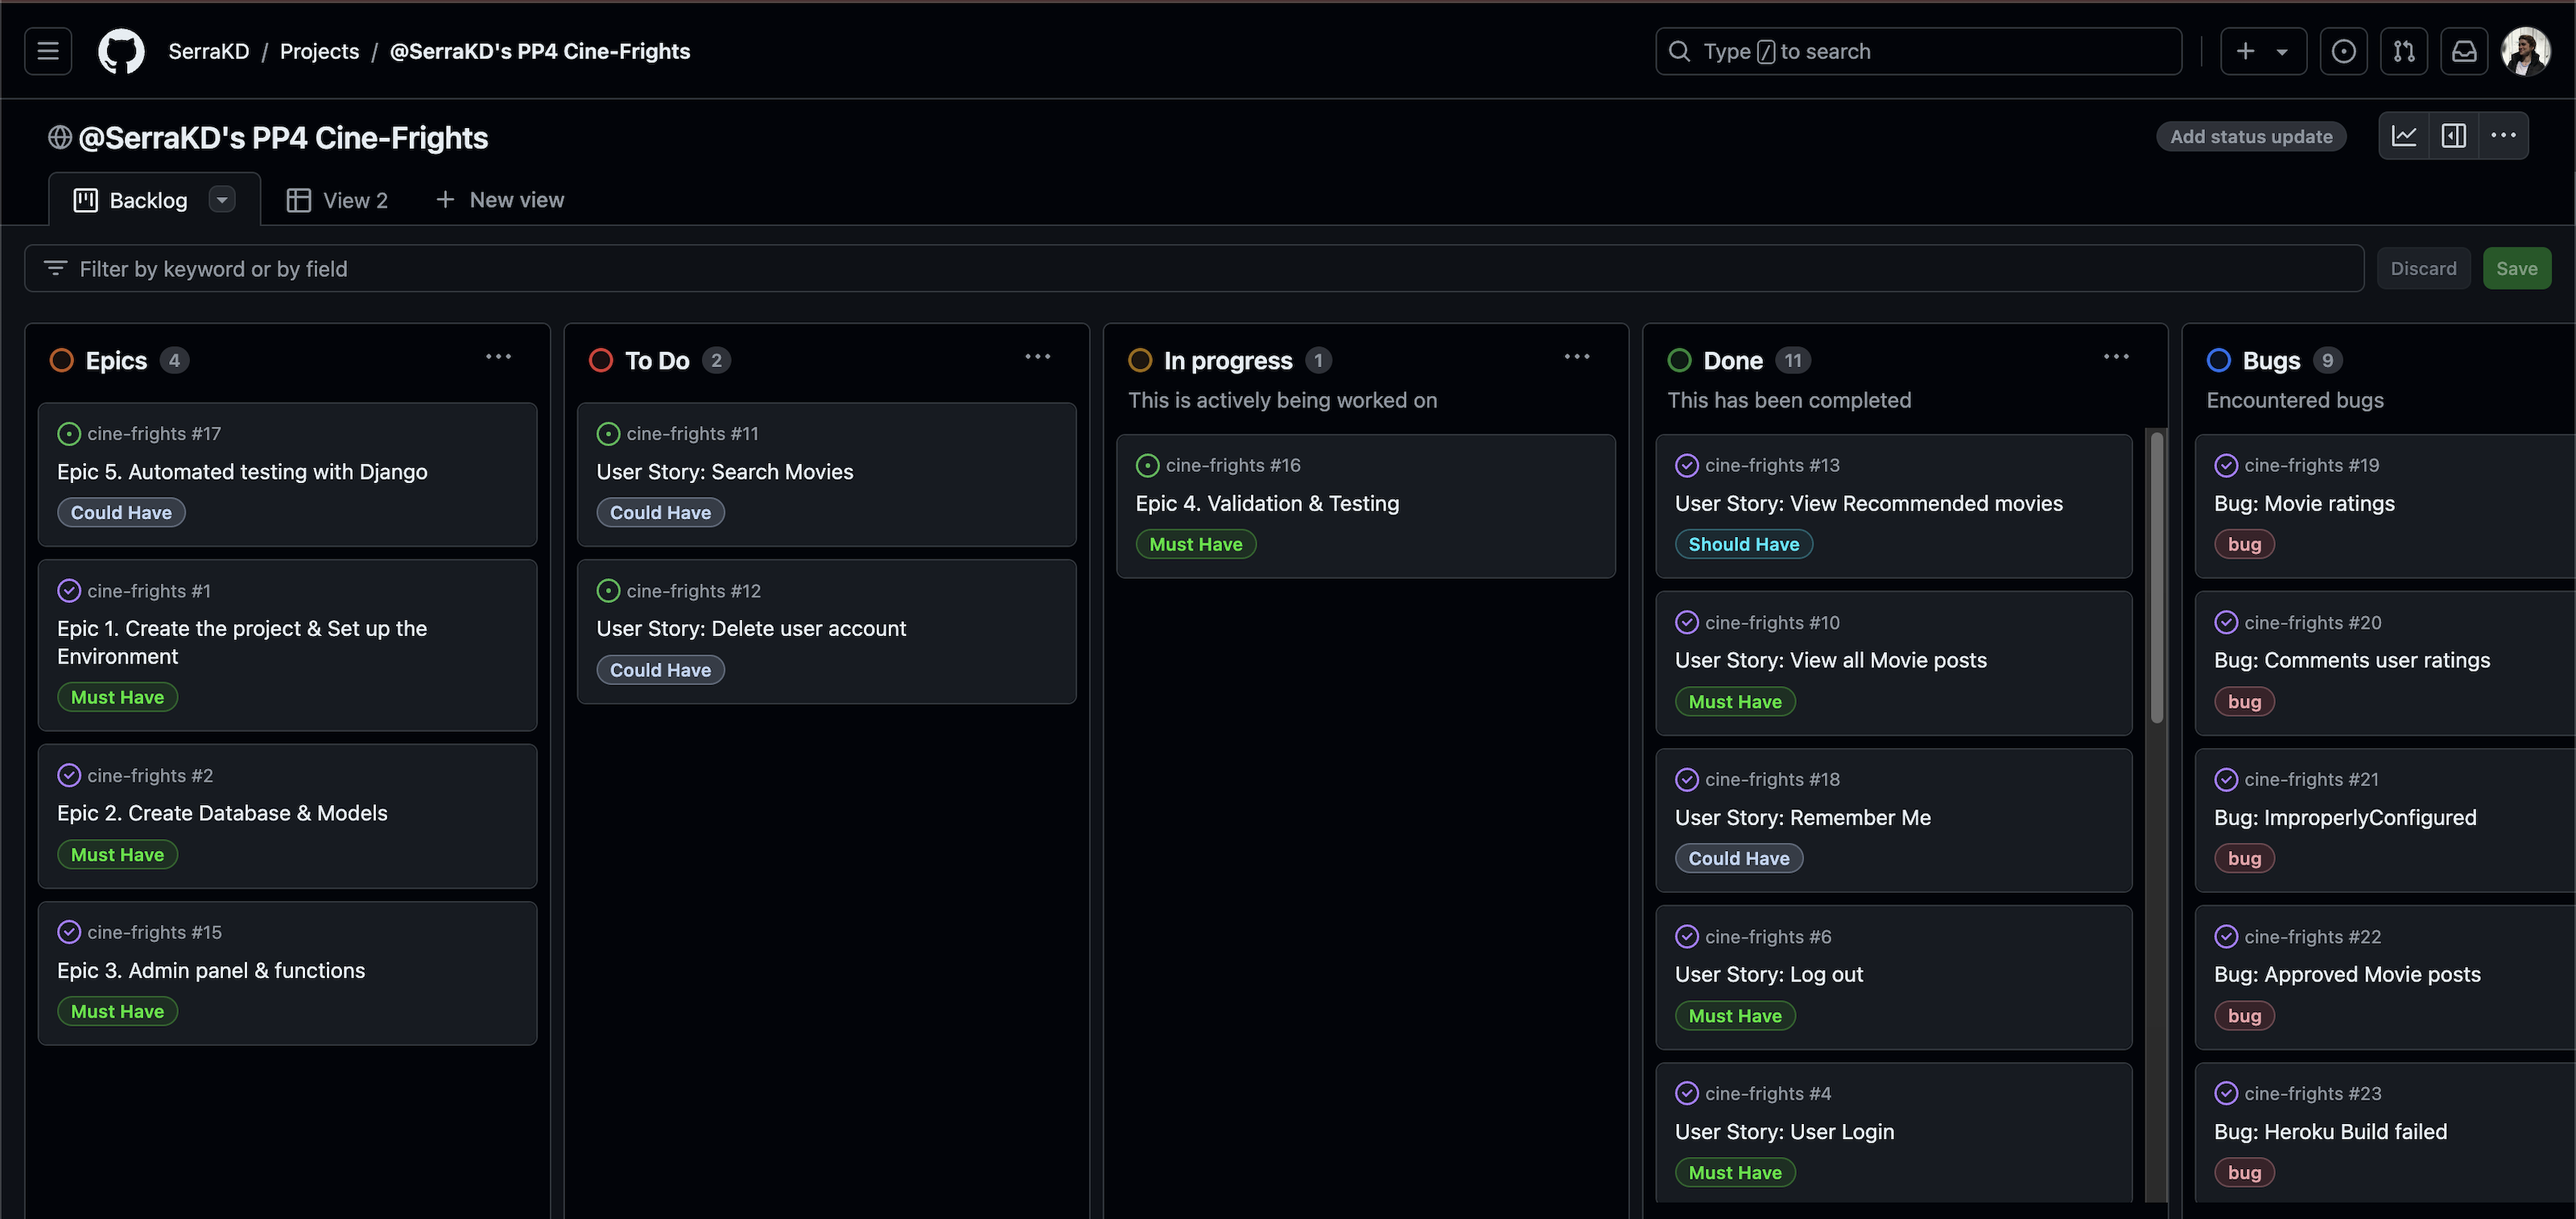 SerraKD / Projects / @SerraKD's PP4 Cine-Frights
Type / to search
@SerraKD's PP4 Cine-Frights
Add status update
Backlog
View 2
New view
Filter by keyword or by field
Discard
Save
Epics 4
cine-frights #17
Epic 5. Automated testing with Django
Could Have
cine-frights #1
Epic 1. Create the project & Set up the
Environment
Must Have
cine-frights #2
Epic 2. Create Database & Models
Must Have
cine-frights #15
Epic 3. Admin panel & functions
Must Have
To Do 2
cine-frights #11
User Story: Search Movies
Could Have
cine-frights #12
User Story: Delete user account
Could Have
In progress 1
This is actively being worked on
cine-frights #16
Epic 4. Validation & Testing
Must Have
Done 11
This has been completed
cine-frights #13
User Story: View Recommended movies
Should Have
cine-frights #10
User Story: View all Movie posts
Must Have
cine-frights #18
User Story: Remember Me
Could Have
cine-frights #6
User Story: Log out
Must Have
cine-frights #4
User Story: User Login
Must Have
Bugs 9
Encountered bugs
cine-frights #19
Bug: Movie ratings
bug
cine-frights #20
Bug: Comments user ratings
bug
cine-frights #21
Bug: ImproperlyConfigured
bug
cine-frights #22
Bug: Approved Movie posts
bug
cine-frights #23
Bug: Heroku Build failed
bug